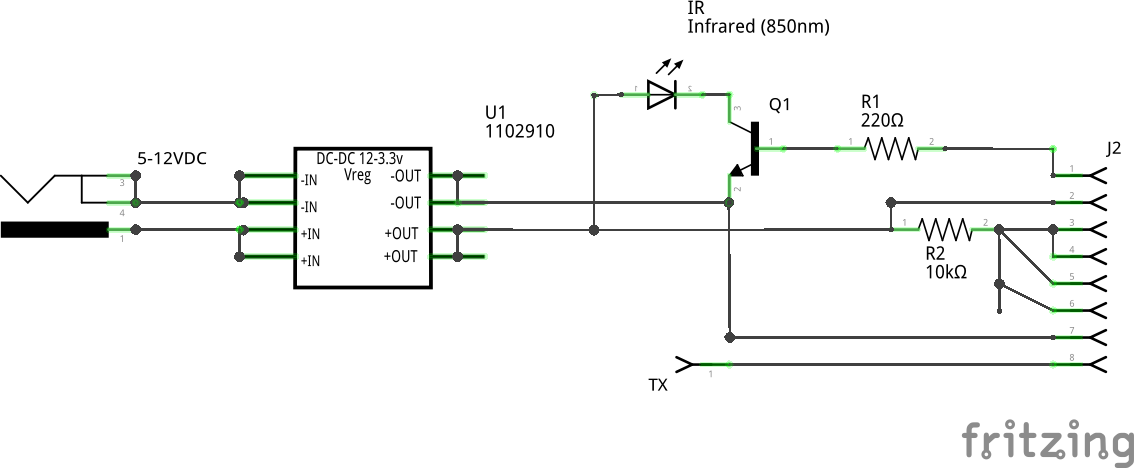 IR
Infrared (850nm)
1
2
3
Q1
1
2
R1
220Ω
1
2
J2
1
2
3
4
5
6
7
8
U1
1102910
5-12VDC
3
4
1
DC-DC 12-3.3v
Vreg
-IN
-IN
+IN
+IN
-OUT
-OUT
+OUT
+OUT
1
2
R2
10kΩ
TX
1
fritzing